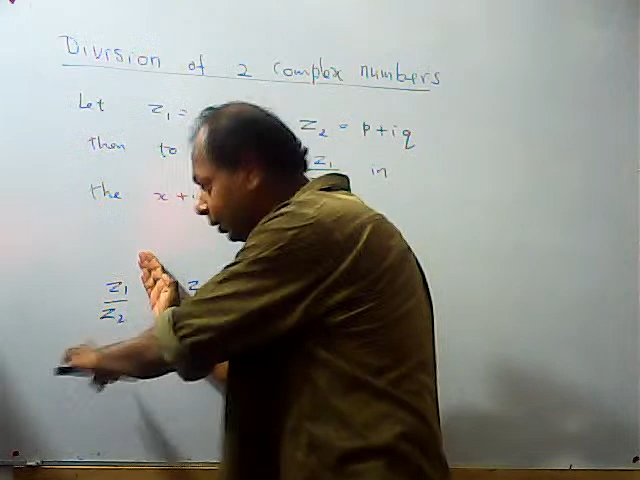 Division of 2 complex numbers
Let z₁ = z₂ = p + iq
then to z₁ in
the x +
z₁ z
z₂